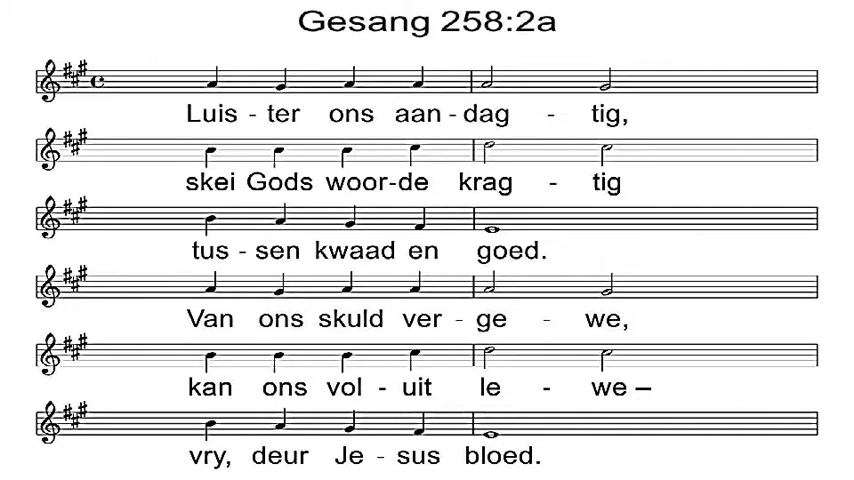 Gesang 258:2a
Luis - ter ons aan - dag - tig,
skei Gods woor-de krag - tig
tus - sen kwaad en goed.
Van ons skuld ver - ge - we,
kan ons vol - uit le - we –
vry, deur Je - sus bloed.